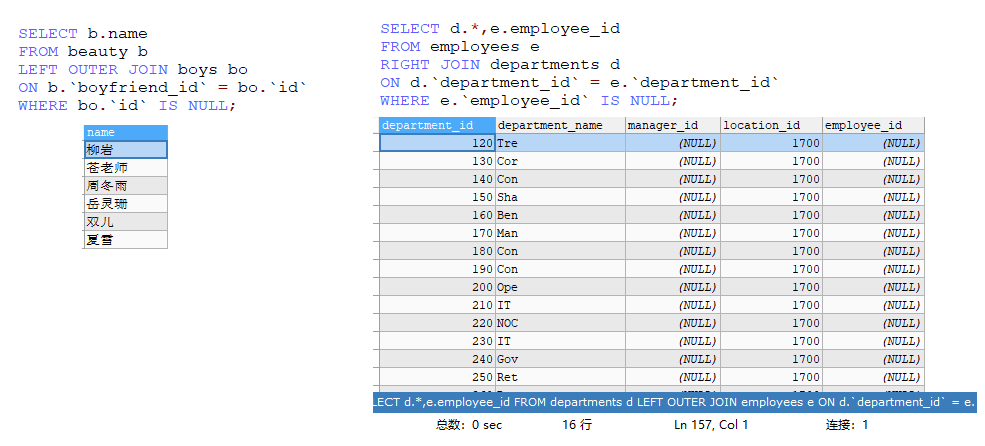 SELECT b.name
FROM beauty b
LEFT OUTER JOIN boys bo
ON b.`boyfriend_id` = bo.`id`
WHERE bo.`id` IS NULL;
name
柳岩
苍老师
周冬雨
岳灵珊
双儿
夏雪
SELECT d.*,e.employee_id
FROM employees e
RIGHT JOIN departments d
ON d.`department_id` = e.`department_id`
WHERE e.`employee_id` IS NULL;
department_id department_name manager_id location_id employee_id
120 Tre (NULL) 1700 (NULL)
130 Cor (NULL) 1700 (NULL)
140 Con (NULL) 1700 (NULL)
150 Sha (NULL) 1700 (NULL)
160 Ben (NULL) 1700 (NULL)
170 Man (NULL) 1700 (NULL)
180 Con (NULL) 1700 (NULL)
190 Con (NULL) 1700 (NULL)
200 Ope (NULL) 1700 (NULL)
210 IT (NULL) 1700 (NULL)
220 NOC (NULL) 1700 (NULL)
230 IT (NULL) 1700 (NULL)
240 Gov (NULL) 1700 (NULL)
250 Ret (NULL) 1700 (NULL)
LECT d.*,e.employee_id FROM departments d LEFT OUTER JOIN employees e ON d.`department_id` = e.
总数: 0 sec 16 行 Ln 157, Col 1 连接: 1